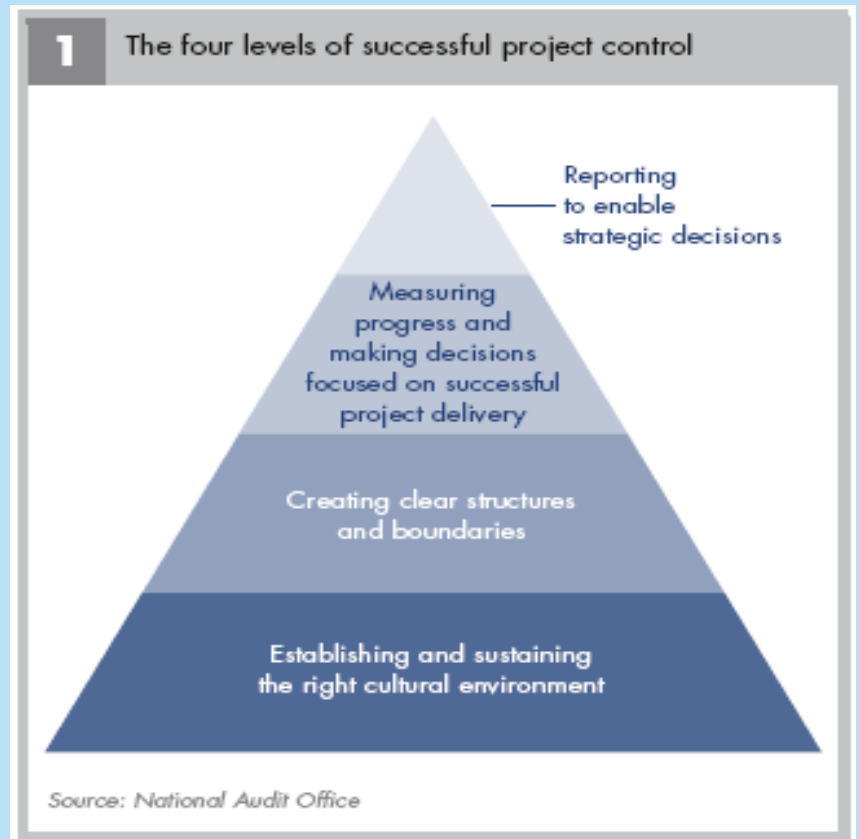 1
The four levels of successful project control
Reporting
to enable
strategic decisions
Measuring
progress and
making decisions
focused on successful
project delivery
Creating clear structures
and boundaries
Establishing and sustaining
the right cultural environment
Source: National Audit Office